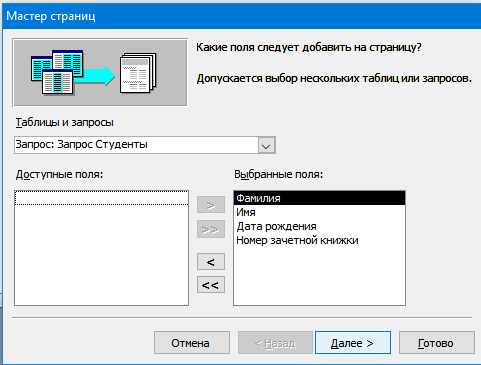 Мастер страниц
Какие поля следует добавить на страницу?
Допускается выбор нескольких таблиц или запросов.
Таблицы и запросы
Запрос: Запрос Студенты
Доступные поля:
Выбранные поля:
>
>>
<
<<
Фамилия
Имя
Дата рождения
Номер зачетной книжки
Отмена
< Назад
Далее >
Готово